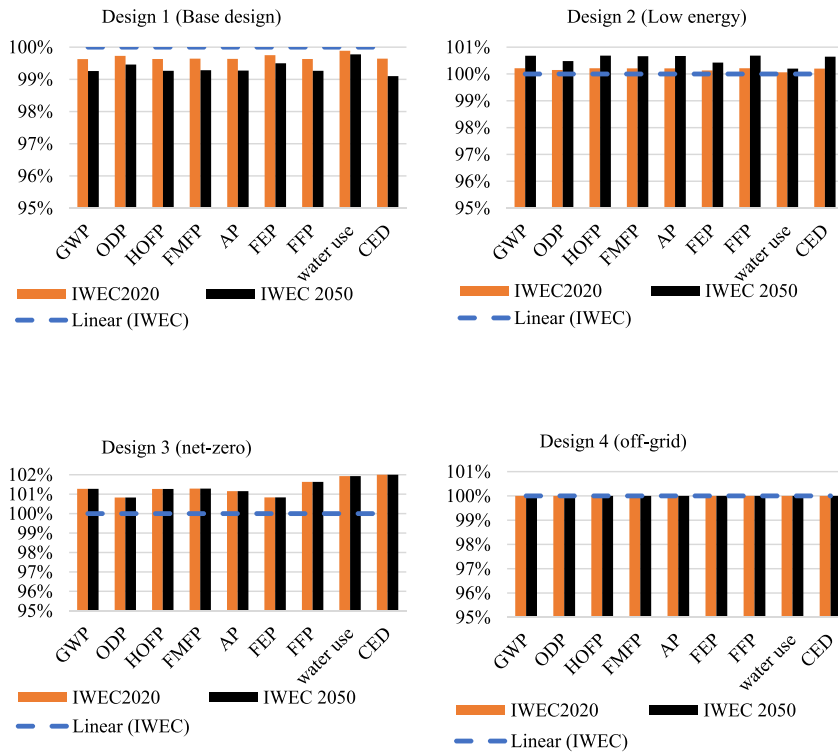 Design 1 (Base design)
100%
99%
98%
97%
96%
95%
GWP
ODP
HOFP
FMFP
AP
FEP
FFP
water use
CED
IWEC2020
IWEC 2050
Linear (IWEC)
Design 2 (Low energy)
101%
100%
99%
98%
97%
96%
95%
GWP
ODP
HOFP
FMFP
AP
FEP
FFP
water use
CED
IWEC2020
IWEC 2050
Linear (IWEC)
Design 3 (net-zero)
102%
101%
100%
99%
98%
97%
96%
95%
GWP
ODP
HOFP
FMFP
AP
FEP
FFP
water use
CED
IWEC2020
IWEC 2050
Linear (IWEC)
Design 4 (off-grid)
101%
100%
99%
98%
97%
96%
95%
GWP
ODP
HOFP
FMFP
AP
FEP
FFP
water use
CED
IWEC2020
IWEC 2050
Linear (IWEC)